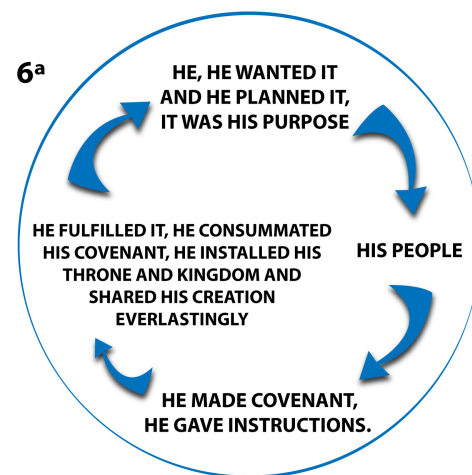 6a
HE, HE WANTED IT
AND HE PLANNED IT,
IT WAS HIS PURPOSE
HIS PEOPLE
HE MADE COVENANT,
HE GAVE INSTRUCTIONS.
HE FULFILLED IT, HE CONSUMMATED
HIS COVENANT, HE INSTALLED HIS
THRONE AND KINGDOM AND
SHARED HIS CREATION
EVERLASTINGLY